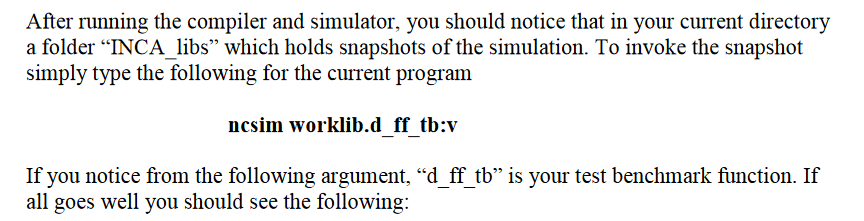 After running the compiler and simulator, you should notice that in your current directory
a folder “INCA_libs” which holds snapshots of the simulation. To invoke the snapshot
simply type the following for the current program
ncsim worklib.d_ff_tb:v
If you notice from the following argument, “d_ff_tb” is your test benchmark function. If
all goes well you should see the following: